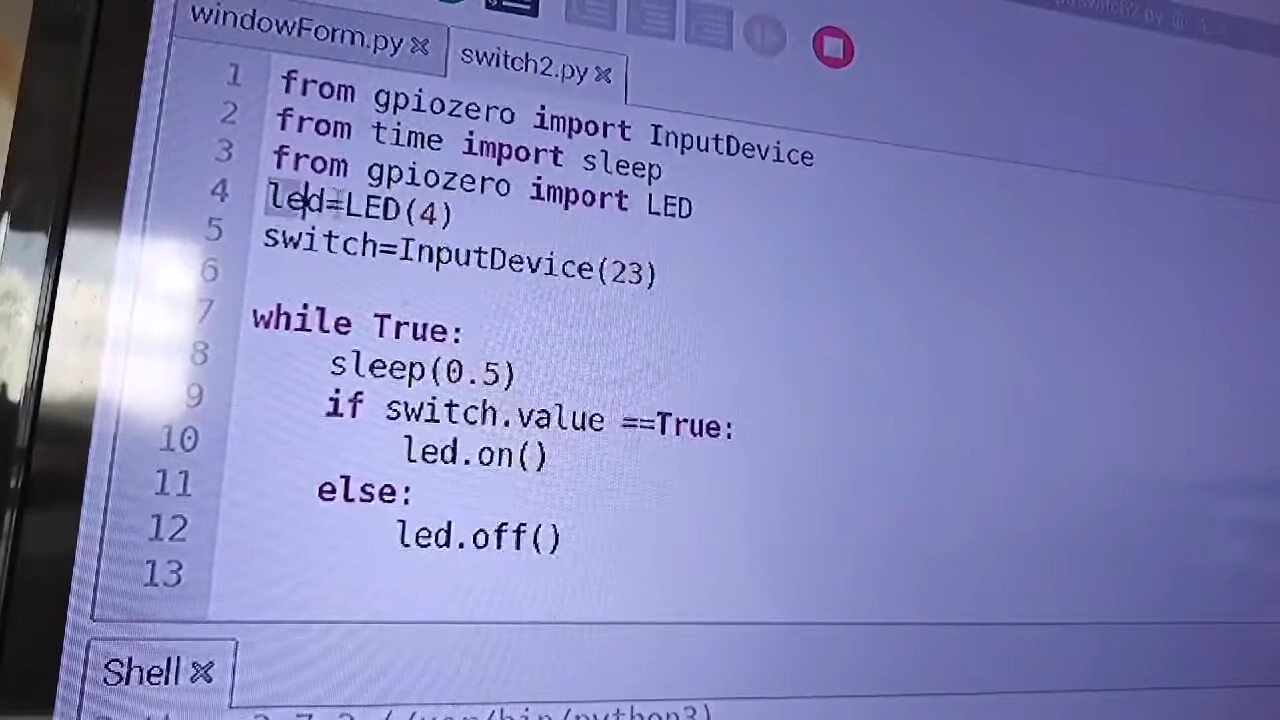 windowForm.py ×
switch2.py ×
1 from gpiozero import InputDevice
2 from time import sleep
3 from gpiozero import LED
4 led=LED(4)
5 switch=InputDevice(23)
6
7 while True:
8     sleep(0.5)
9     if switch.value ==True:
10         led.on()
11     else:
12         led.off()
13
Shell ×